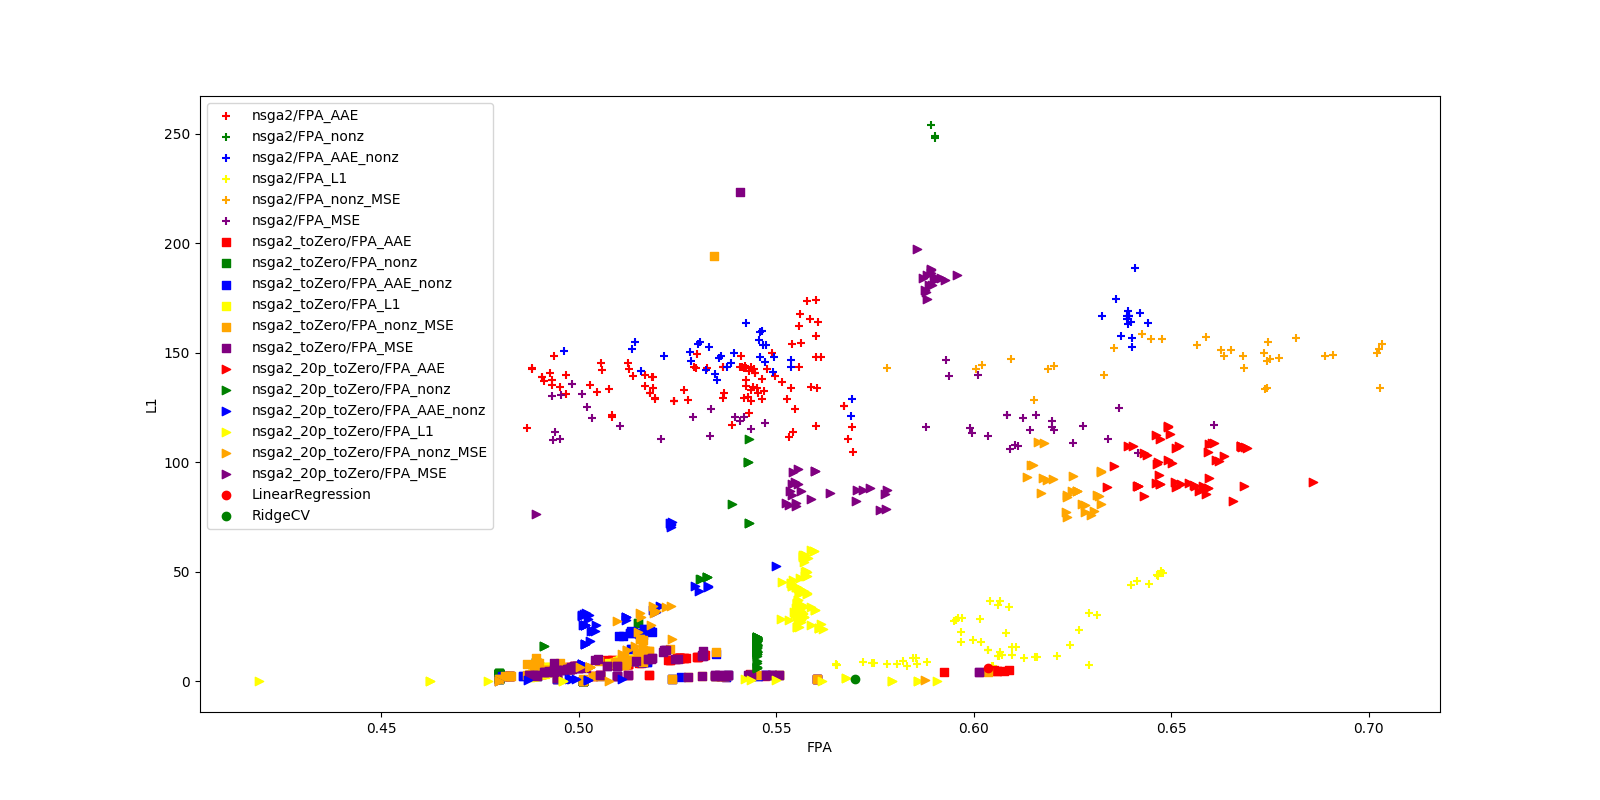 250
200
150
100
50
0
L1
nsga2/FPA_AAE
nsga2/FPA_nonz
nsga2/FPA_AAE_nonz
nsga2/FPA_L1
nsga2/FPA_nonz_MSE
nsga2/FPA_MSE
nsga2_toZero/FPA_AAE
nsga2_toZero/FPA_nonz
nsga2_toZero/FPA_AAE_nonz
nsga2_toZero/FPA_L1
nsga2_toZero/FPA_nonz_MSE
nsga2_toZero/FPA_MSE
nsga2_20p_toZero/FPA_AAE
nsga2_20p_toZero/FPA_nonz
nsga2_20p_toZero/FPA_AAE_nonz
nsga2_20p_toZero/FPA_L1
nsga2_20p_toZero/FPA_nonz_MSE
nsga2_20p_toZero/FPA_MSE
LinearRegression
RidgeCV
0.45 0.50 0.55 0.60 0.65 0.70
FPA